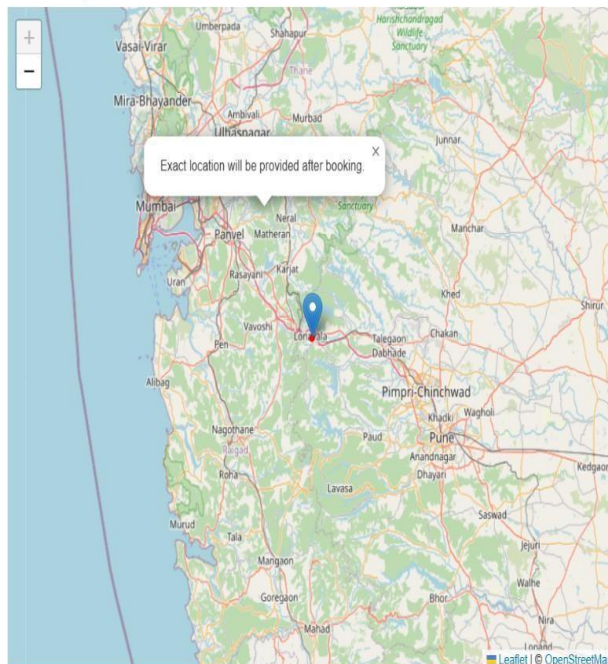 Umberpada
Harishchandragad
Wildlife
Sanctuary
Shahapur
Vasai-Virar
Thane
Mira-Bhayander
Ambivali
Murbad
Ulhasnagar
Junnar
Exact location will be provided after booking.
×
Sanctuary
Mumbai
Neral
Panvel
Matheran
Manchar
Uran
Rasayani
Karjat
Khed
Shirur
Vavoshi
Lonavala
Pen
Talegaon
Dabhade
Chakan
Alibag
Pimpri-Chinchwad
Khadki
Wagholi
Nagothane
Raigad
Paud
Pune
Anandnagar
Kedgaon
Roha
Dhayari
Lavasa
Saswad
Murud
Tala
Jejuri
Mangaon
Walhe
Goregaon
Bhor
Nira
Mahad
Lonand
+
−
Leaflet | © OpenStreetMa